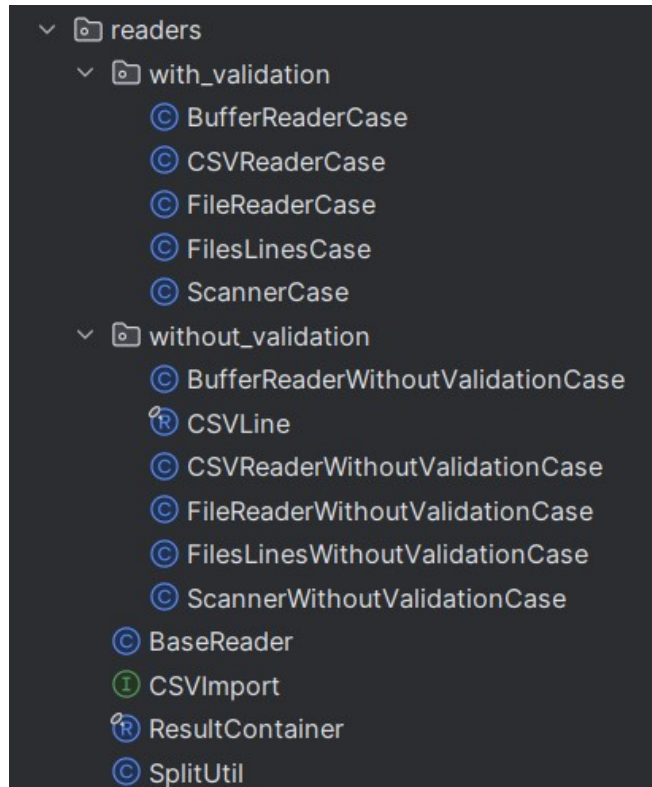 readers
with_validation
BufferReaderCase
CSVReaderCase
FileReaderCase
FilesLinesCase
ScannerCase
without_validation
BufferReaderWithoutValidationCase
CSVLine
CSVReaderWithoutValidationCase
FileReaderWithoutValidationCase
FilesLinesWithoutValidationCase
ScannerWithoutValidationCase
BaseReader
CSVImport
ResultContainer
SplitUtil